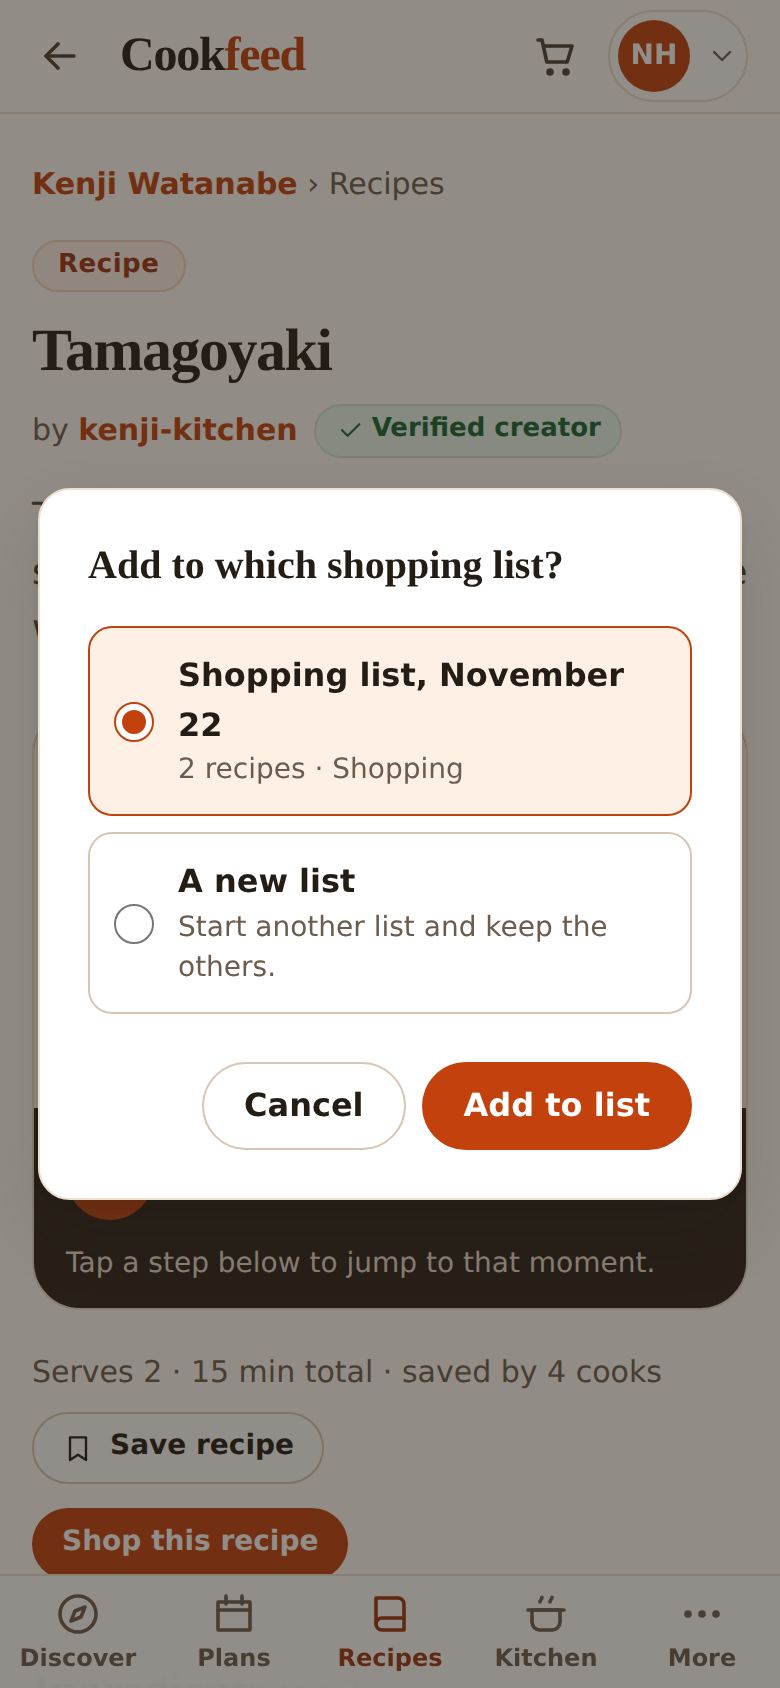 Cookfeed
NH
Kenji Watanabe › Recipes
Recipe
Tamagoyaki
by kenji-kitchen
Verified creator
Add to which shopping list?
Shopping list, November
22
2 recipes · Shopping
A new list
Start another list and keep the
others.
Cancel
Add to list
Tap a step below to jump to that moment.
Serves 2 · 15 min total · saved by 4 cooks
Save recipe
Shop this recipe
Discover
Plans
Recipes
Kitchen
More